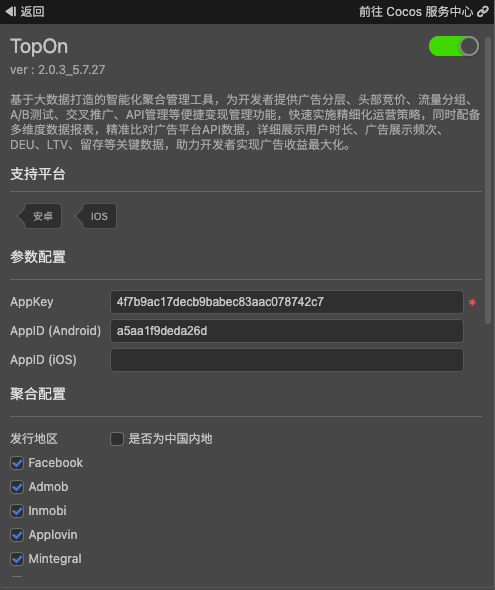 返回
前往 Cocos 服务中心
TopOn
ver : 2.0.3_5.7.27
基于大数据打造的智能化聚合管理工具，为开发者提供广告分层、头部竞价、流量分组、
A/B测试、交叉推广、API管理等便捷变现管理功能，快速实施精细化运营策略，同时配备
多维度数据报表，精准比对广告平台API数据，详细展示用户时长、广告展示频次、
DEU、LTV、留存等关键数据，助力开发者实现广告收益最大化。
支持平台
安卓
iOS
参数配置
AppKey
4f7b9ac17decb9babec83aac078742c7
*
AppID (Android)
a5aa1f9deda26d
AppID (iOS)
聚合配置
发行地区
是否为中国内地
Facebook
Admob
Inmobi
Applovin
Mintegral